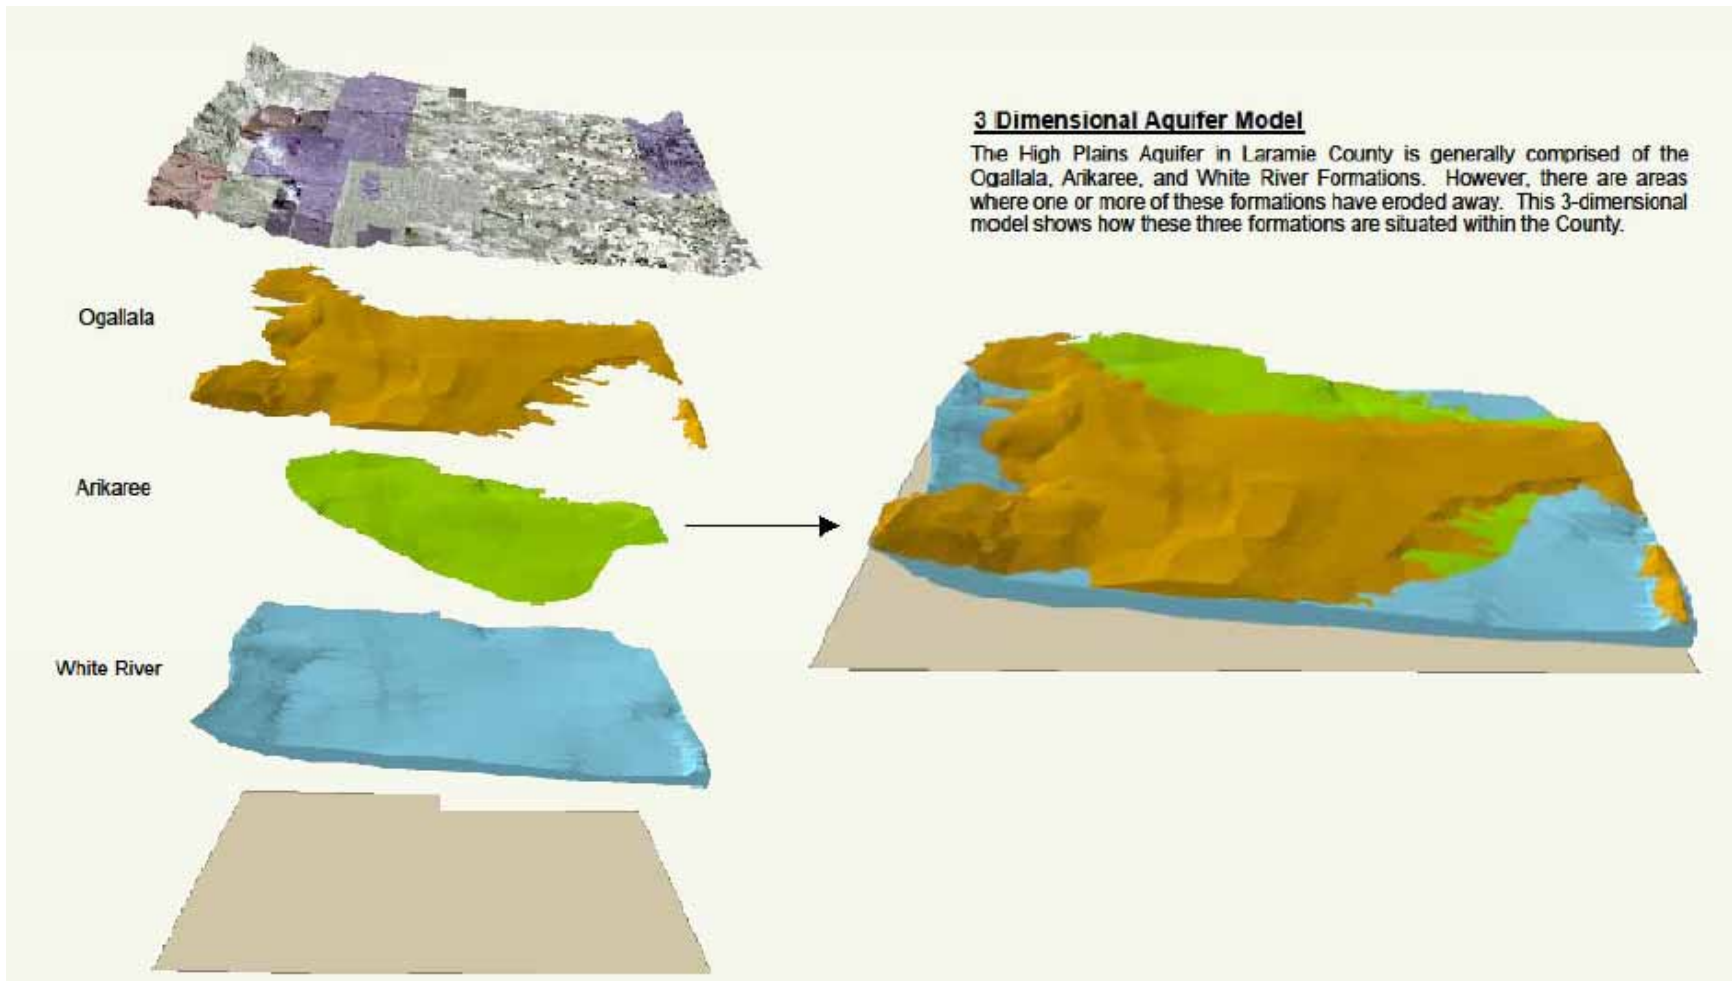 3 Dimensional Aquifer Model
The High Plains Aquifer in Laramie County is generally comprised of the
Ogallala, Arikaree, and White River Formations. However, there are areas
where one or more of these formations have eroded away. This 3-dimensional
model shows how these three formations are situated within the County.
Ogallala
Arikaree
White River